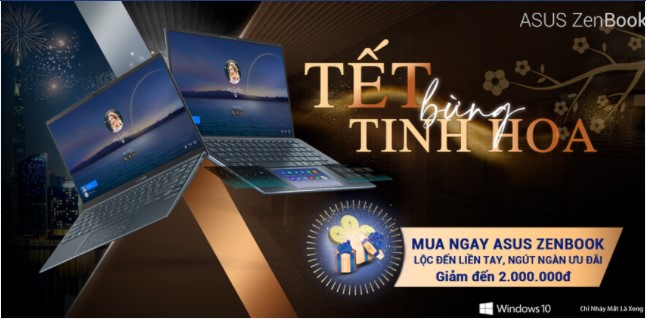 ASUS ZenBook
TẾT
bùng
TINH HOA
MUA NGAY ASUS ZENBOOK
LỘC ĐẾN LIỀN TAY, NGÚT NGÀN ƯU ĐÃI
Giảm đến 2.000.000đ
Windows 10
Chỉ Nháy Mắt Là Xong